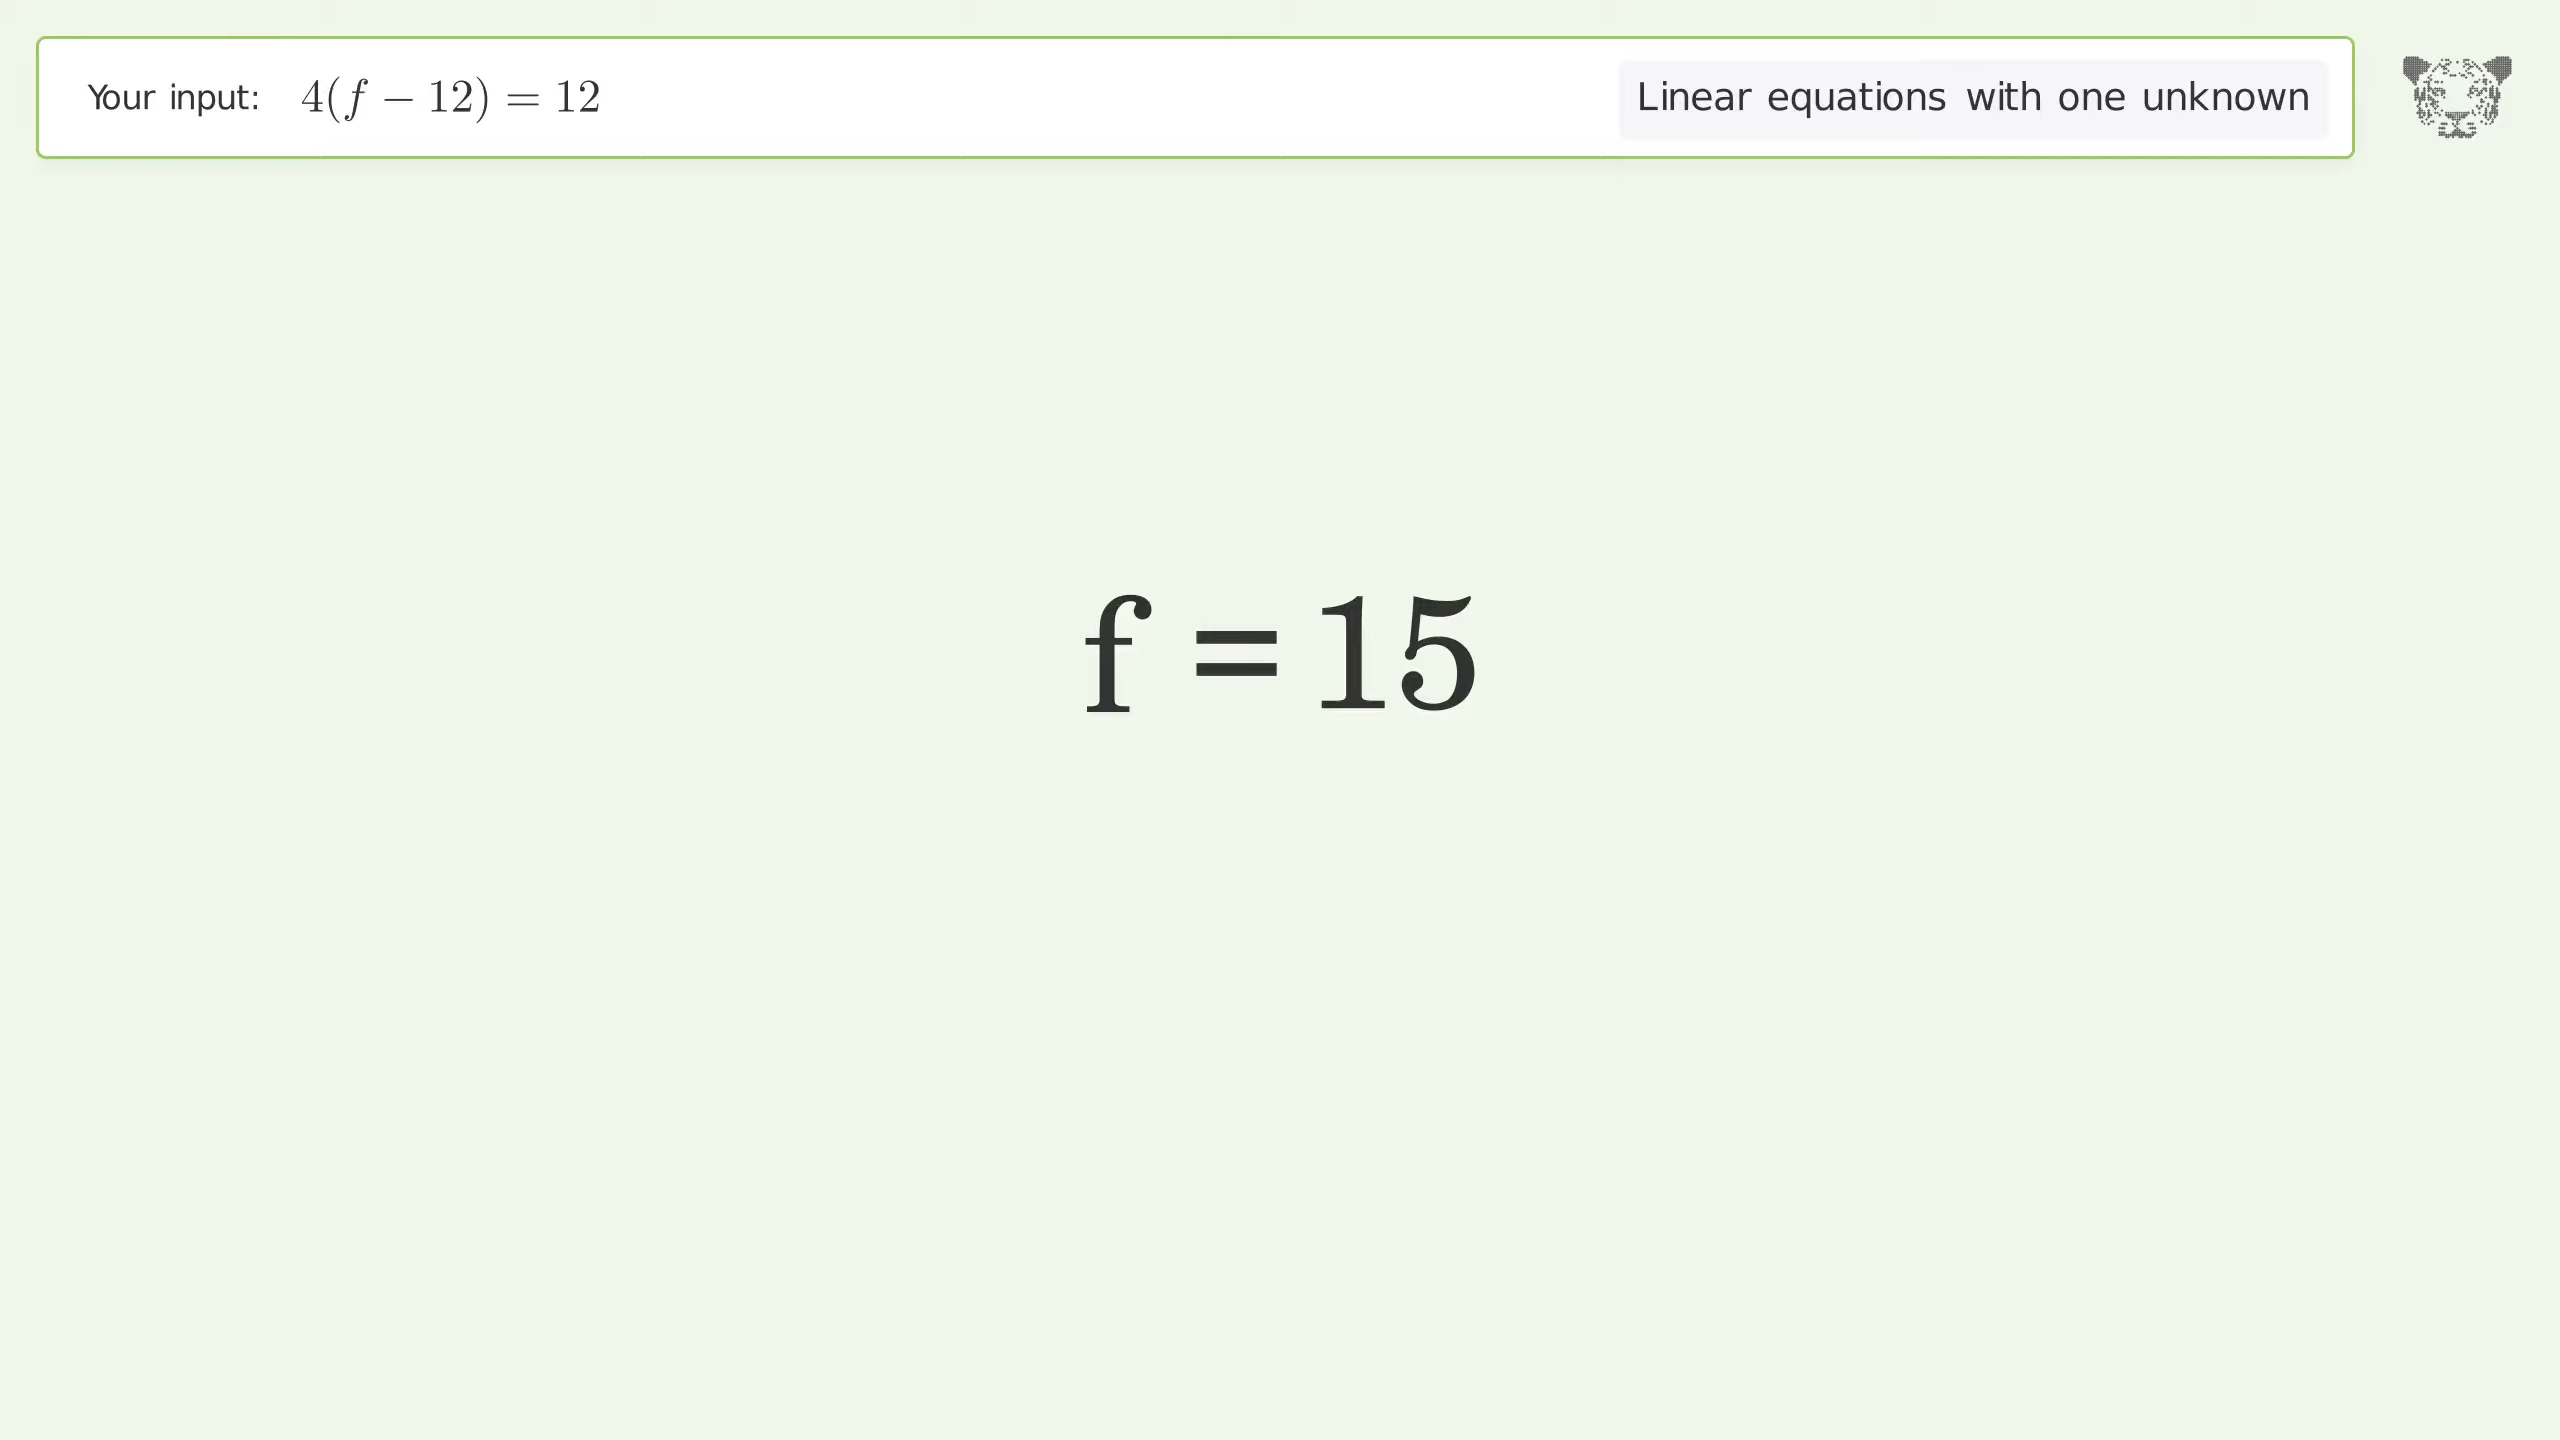 Your input: 4(f − 12) = 12
Linear equations with one unknown
f = 15